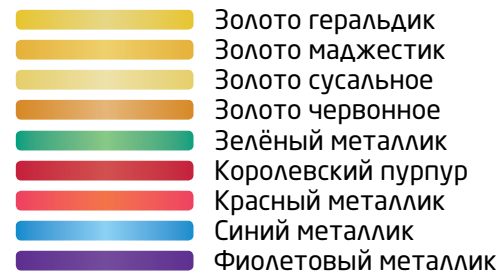 Золото геральдик
Золото маджестик
Золото сусальное
Золото червонное
Зелёный металлик
Королевский пурпур
Красный металлик
Синий металлик
Фиолетовый металлик